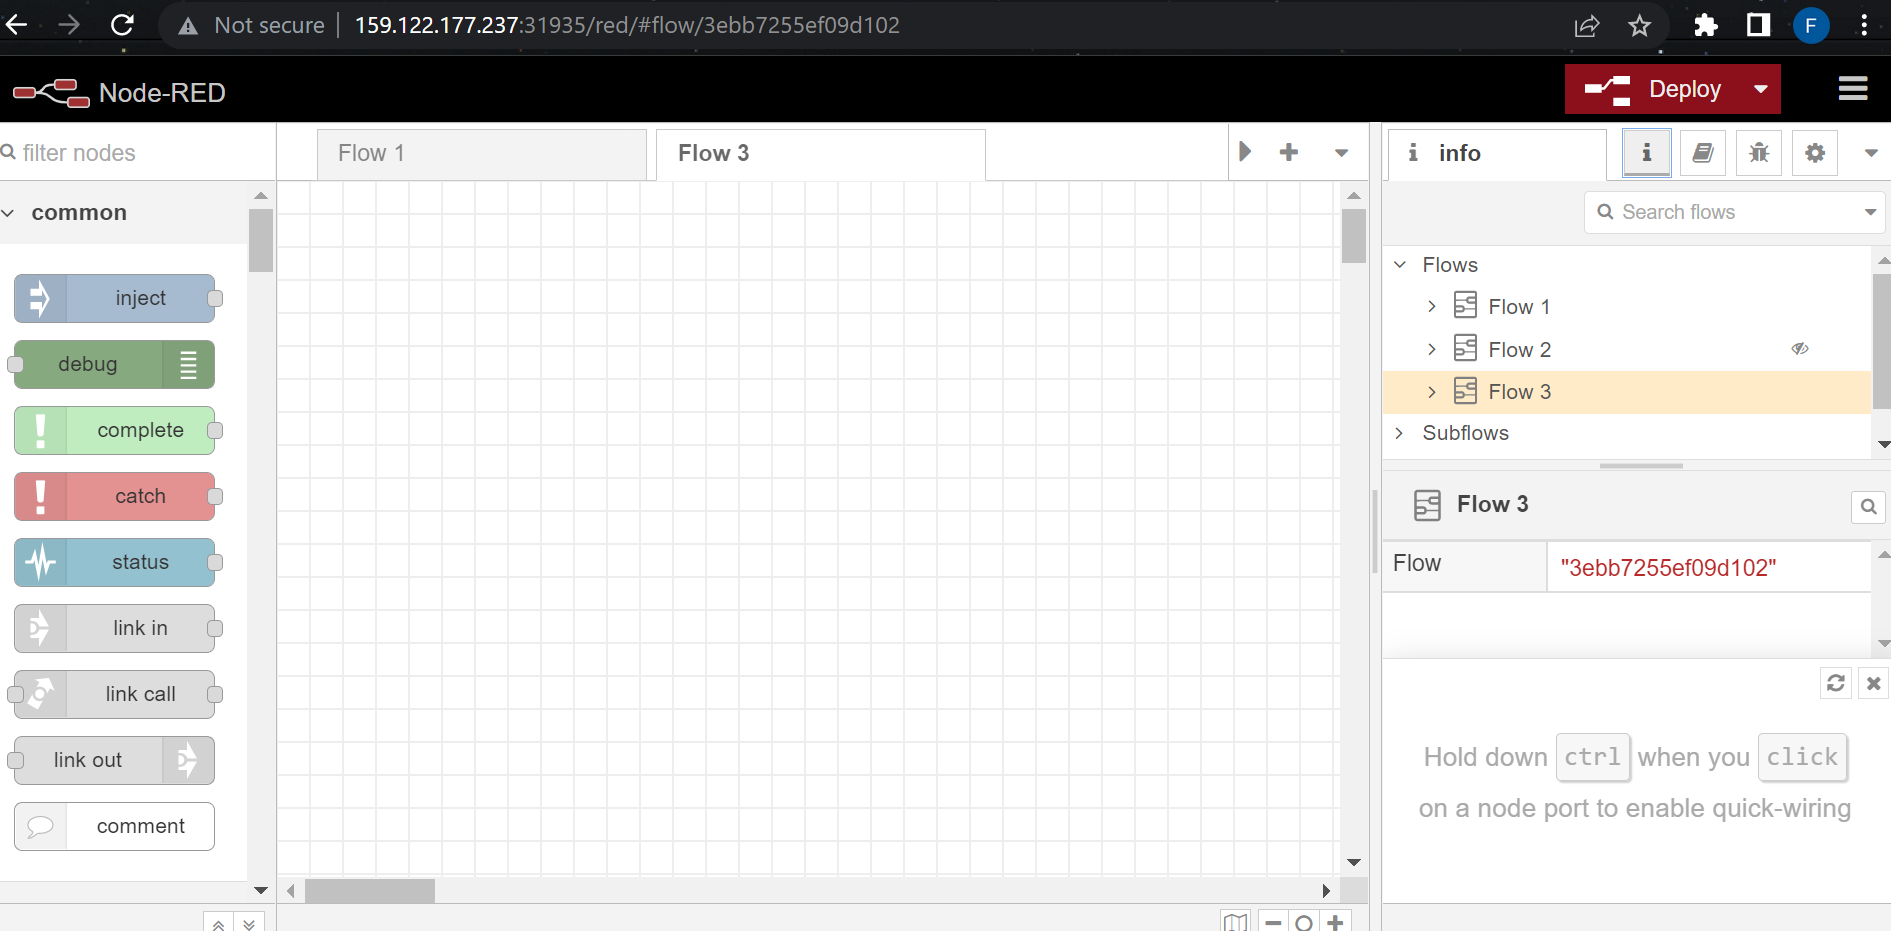 Not secure
159.122.177.237:31935/red/#flow/3ebb7255ef09d102
F
Node-RED
Deploy
filter nodes
common
inject
debug
complete
catch
status
link in
link call
link out
comment
Flow 1
Flow 3
i info
i
Search flows
Flows
Flow 1
Flow 2
Flow 3
Subflows
Flow 3
Flow "3ebb7255ef09d102"
Hold down ctrl when you click
on a node port to enable quick-wiring